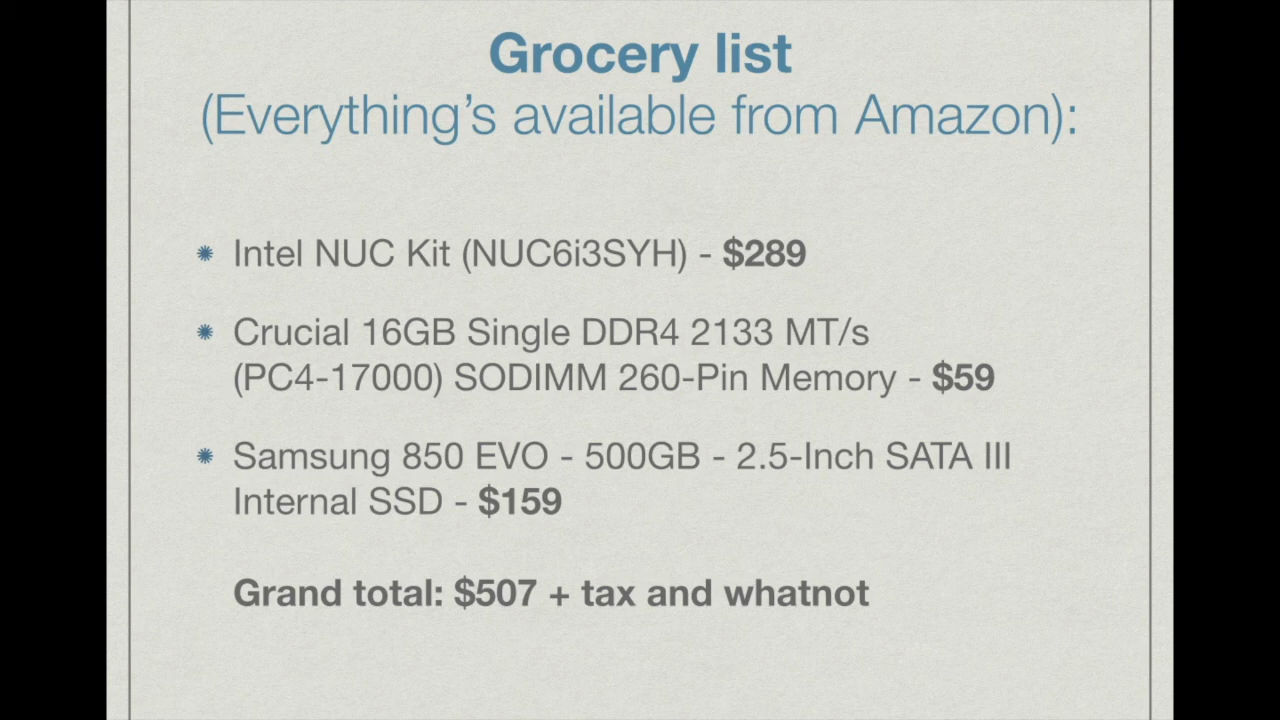 Grocery list
(Everything’s available from Amazon):
Intel NUC Kit (NUC6i3SYH) - $289
Crucial 16GB Single DDR4 2133 MT/s
(PC4-17000) SODIMM 260-Pin Memory - $59
Samsung 850 EVO - 500GB - 2.5-Inch SATA III
Internal SSD - $159
Grand total: $507 + tax and whatnot